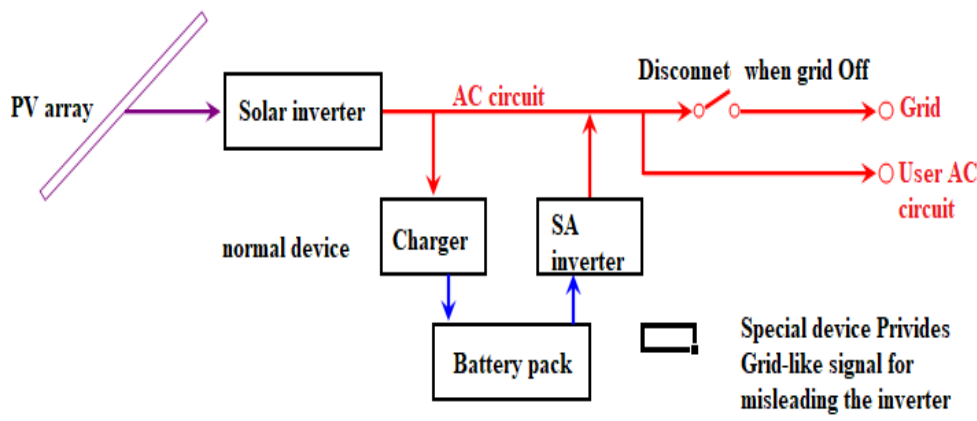 Disconnet when grid Off
PV array
Solar inverter
AC circuit
Grid
User AC
circuit
normal device
Charger
SA
inverter
Battery pack
Special device Privides
Grid-like signal for
misleading the inverter